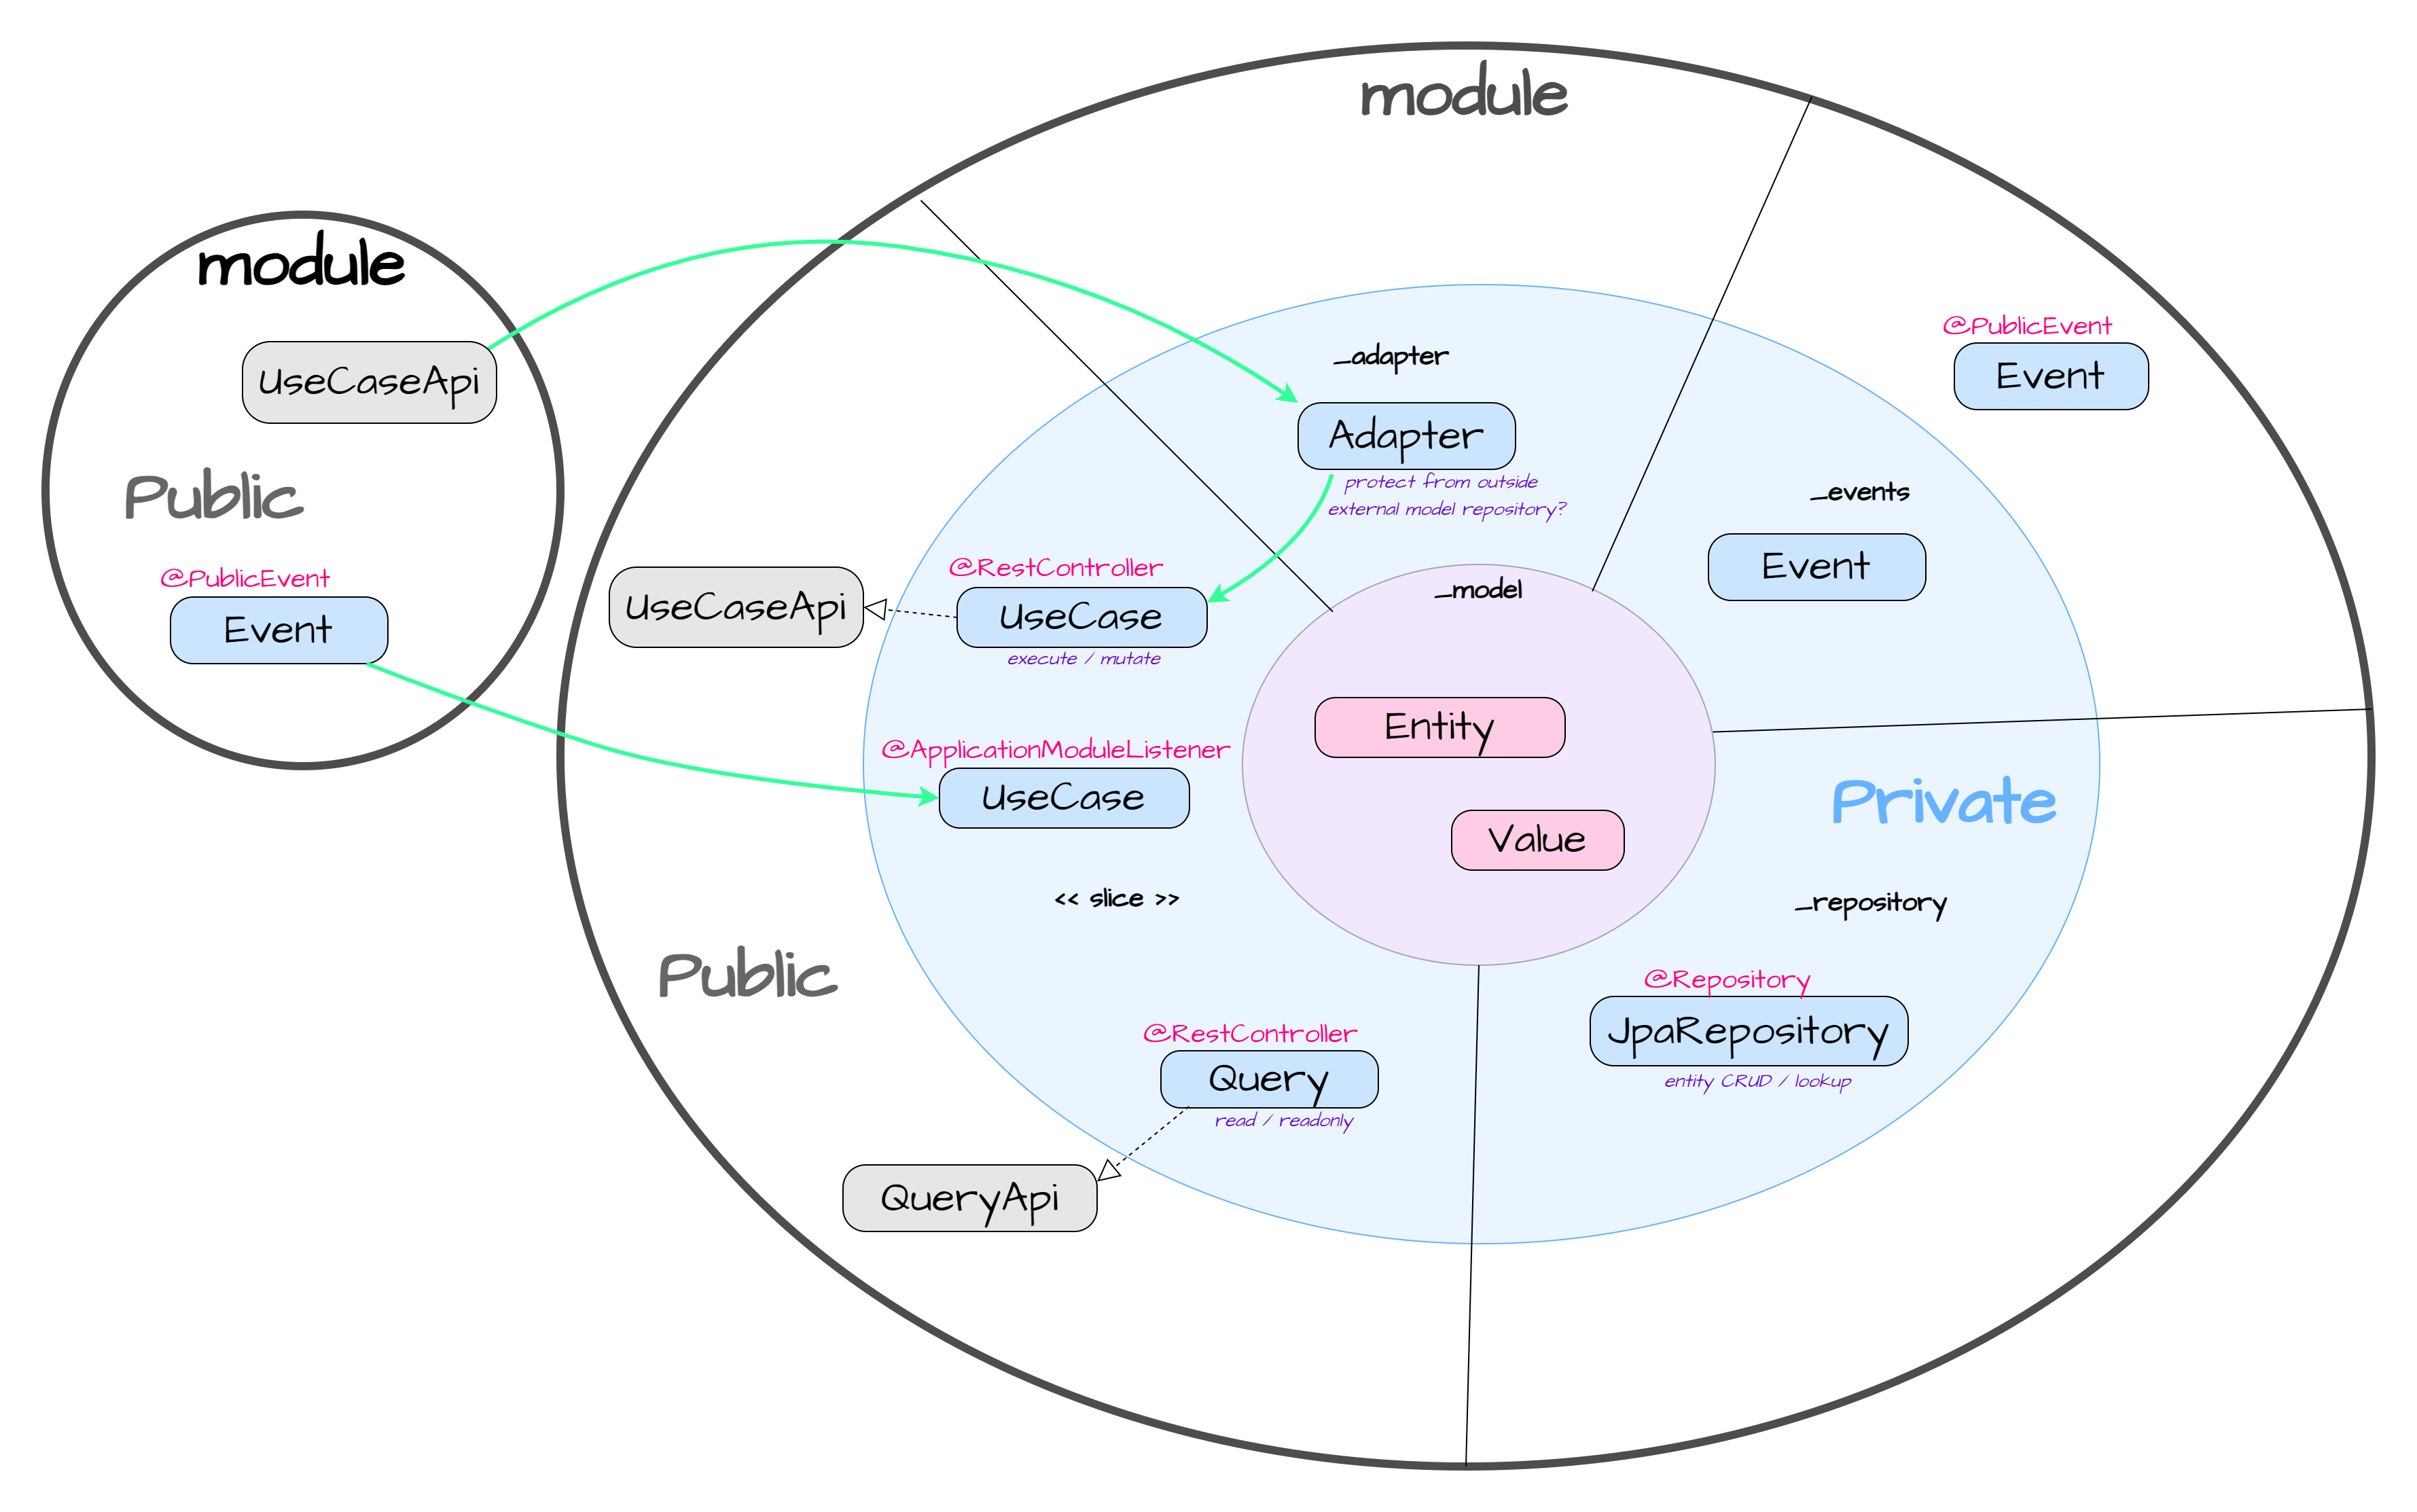 module
module
UseCaseApi
Public
@PublicEvent
Event
_adapter
Adapter
protect from outside
external model repository?
@PublicEvent
Event
_events
Event
UseCaseApi
@RestController
UseCase
execute / mutate
_model
Entity
Value
@ApplicationModuleListener
UseCase
<< slice >>
Public
Private
_repository
@Repository
JpaRepository
entity CRUD / lookup
@RestController
Query
read / readonly
QueryApi